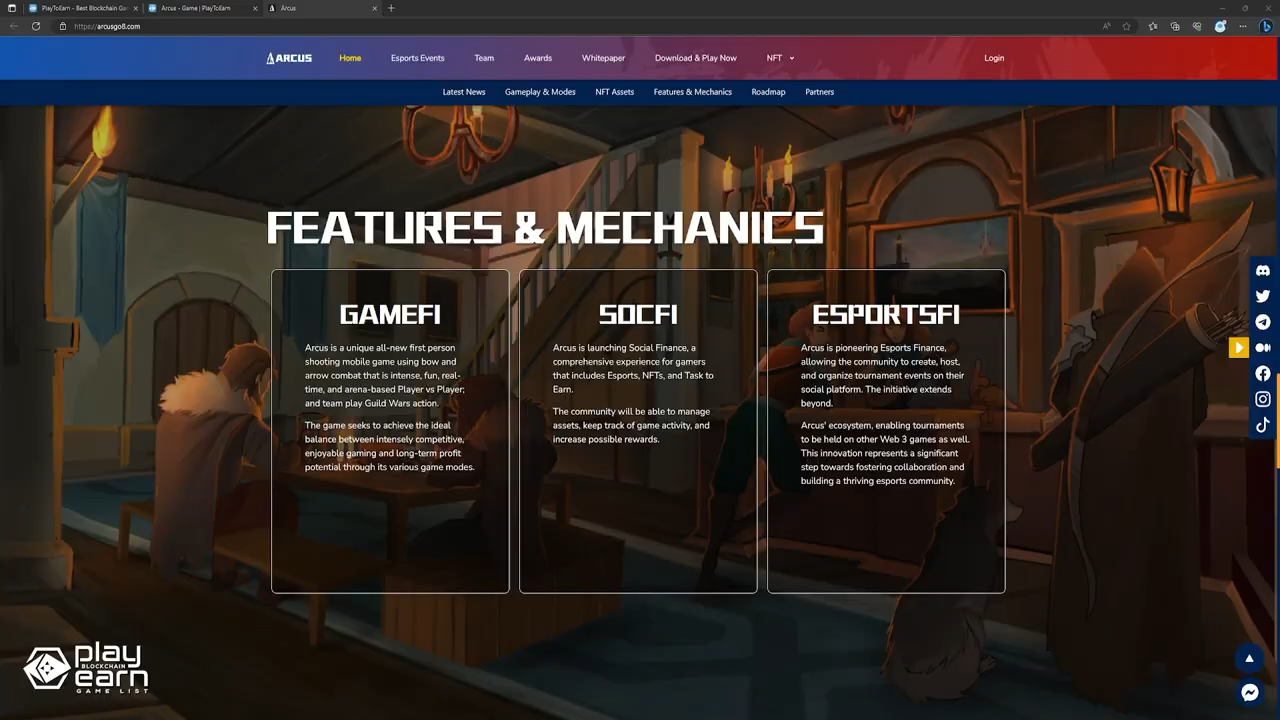 PlayToEarn - Best Blockchain Ga
Arcus - Game | PlayToEarn
Arcus
https://arcusgo8.com
ARCUS
Home
Esports Events
Team
Awards
Whitepaper
Download & Play Now
NFT
Login
Latest News
Gameplay & Modes
NFT Assets
Features & Mechanics
Roadmap
Partners
FEATURES & MECHANICS
GAMEFI
Arcus is a unique all-new first person
shooting mobile game using bow and
arrow combat that is intense, fun, real-
time, and arena-based Player vs Player;
and team play Guild Wars action.
The game seeks to achieve the ideal
balance between intensely competitive,
enjoyable gaming and long-term profit
potential through its various game modes.
SOCFI
Arcus is launching Social Finance, a
comprehensive experience for gamers
that includes Esports, NFTs, and Task to
Earn.
The community will be able to manage
assets, keep track of game activity, and
increase possible rewards.
ESPORTSFI
Arcus is pioneering Esports Finance,
allowing the community to create, host,
and organize tournament events on their
social platform. The initiative extends
beyond.
Arcus' ecosystem, enabling tournaments
to be held on other Web 3 games as well.
This innovation represents a significant
step towards fostering collaboration and
building a thriving esports community.
play
BLOCKCHAIN
earn
GAME LIST